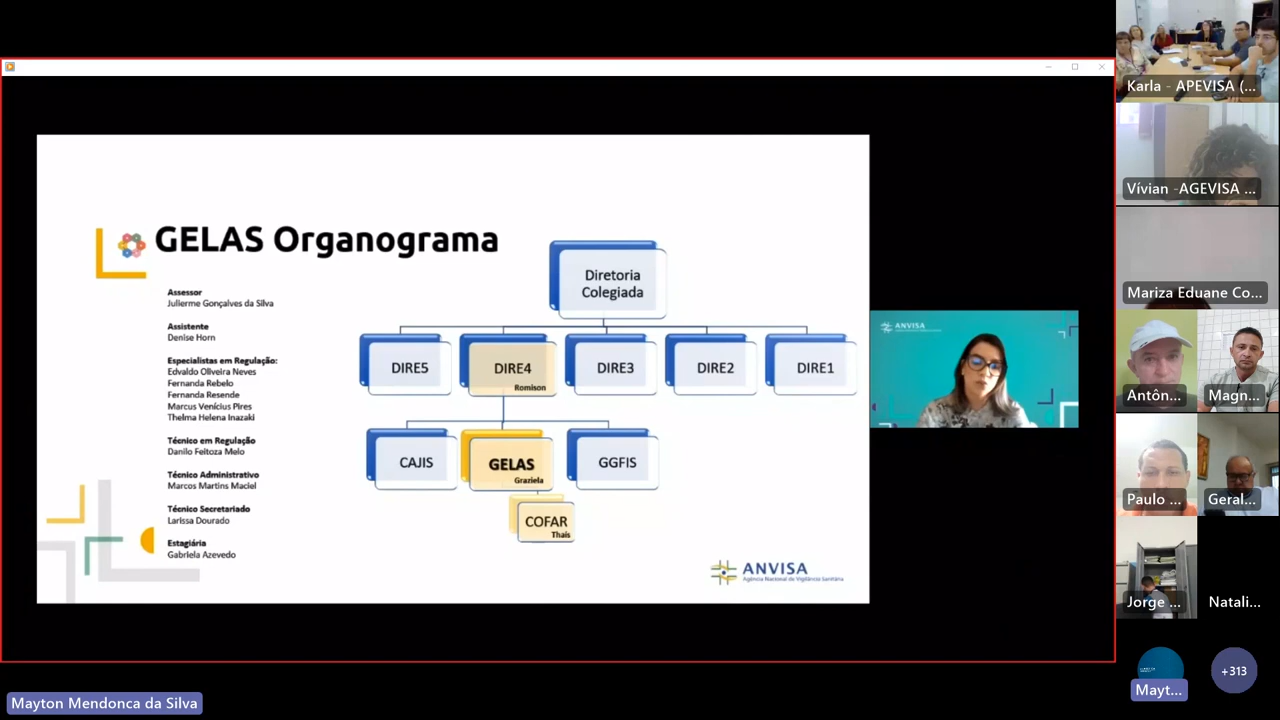 GELAS Organograma
Assessor
Julierme Gonçalves da Silva
Assistente
Denise Horn
Especialistas em Regulação:
Edvaldo Oliveira Neves
Fernanda Rebelo
Fernanda Resende
Marcus Venícius Pires
Thelma Helena Inazaki
Técnico em Regulação
Danilo Feitoza Melo
Técnico Administrativo
Marcos Martins Maciel
Técnico Secretariado
Larissa Dourado
Estagiária
Gabriela Azevedo
Diretoria
Colegiada
DIRE5
DIRE4
Romison
DIRE3
DIRE2
DIRE1
CAJIS
GELAS
Graziela
GGFIS
COFAR
Thais
ANVISA
Agência Nacional de Vigilância Sanitária
ANVISA
Karla - APEVISA (...
Vívian -AGEVISA ...
Mariza Eduane Co...
Antôn...
Magn...
Paulo ...
Geral...
Jorge ...
Natali...
Mayt...
+313
Mayton Mendonca da Silva